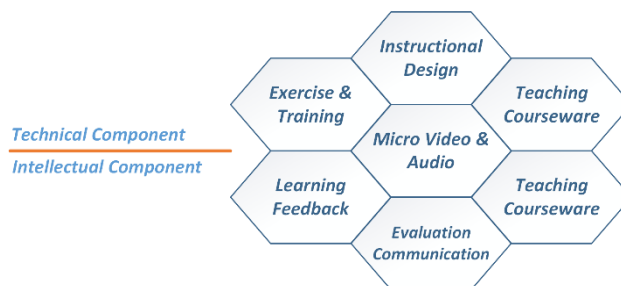 Instructional
Design
Exercise &
Training
Teaching
Courseware
Technical Component
Micro Video &
Audio
Intellectual Component
Learning
Feedback
Teaching
Courseware
Evaluation
Communication